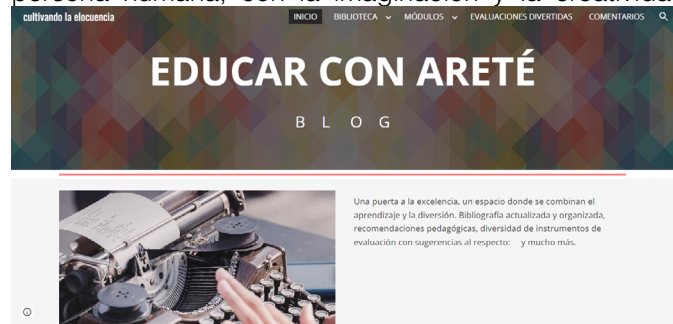 persona humana, con la imaginación y la creativida
cultivando la elocuencia INICIO BIBLIOTECA MÓDULOS EVALUACIONES DIVERTIDAS COMENTARIOS
EDUCAR CON ARETÉ
BLOG
Una puerta a la excelencia, un espacio donde se combinan el
aprendizaje y la diversión. Bibliografía actualizada y organizada,
recomendaciones pedagógicas, diversidad de instrumentos de
evaluación con sugerencias al respecto: y mucho más.